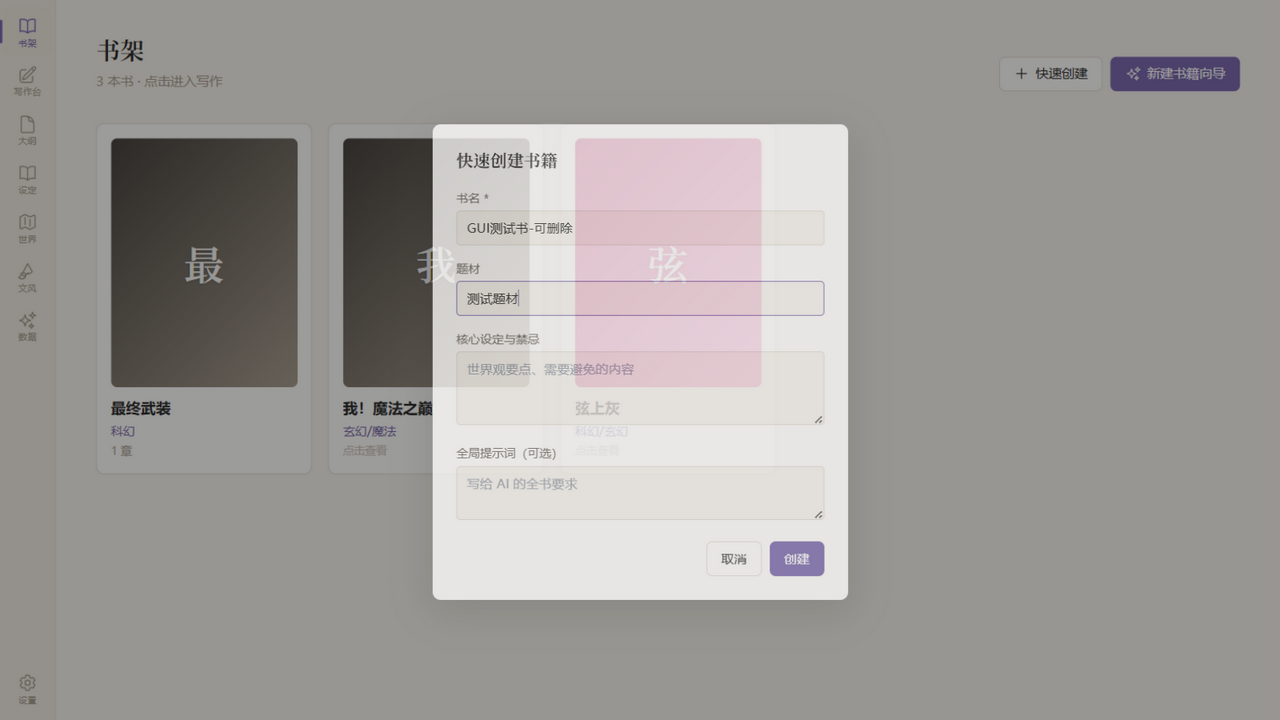 书架
写作台
大纲
设定
世界
文风
数据
设置
书架
3 本书 · 点击进入写作
快速创建
新建书籍向导
最
最终武装
科幻
1 章
我
我！魔法之巅
玄幻/魔法
点击查看
弦
弦上灰
科幻/玄幻
点击查看
快速创建书籍
书名 *
GUI测试书-可删除
题材
测试题材
核心设定与禁忌
世界观要点、需要避免的内容
全局提示词（可选）
写给 AI 的全书要求
取消
创建